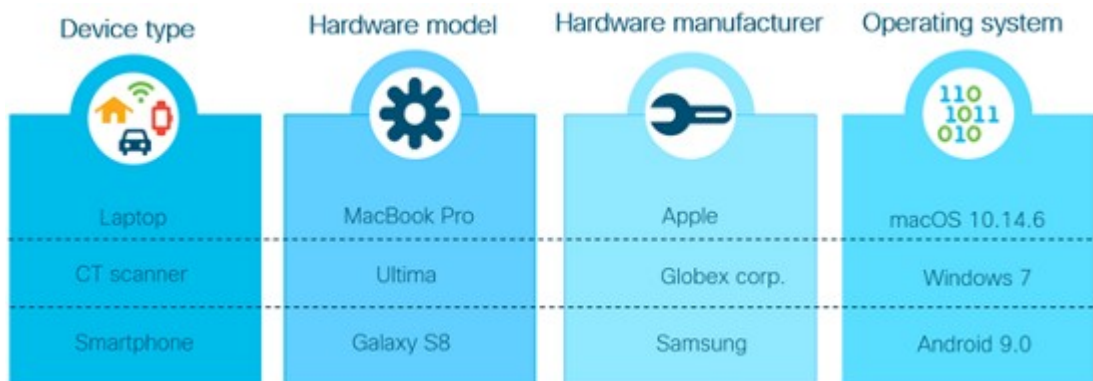 Device type Hardware model Hardware manufacturer Operating system
110
1011
010
Laptop MacBook Pro Apple macOS 10.14.6
CT scanner Ultima Globex corp. Windows 7
Smartphone Galaxy S8 Samsung Android 9.0